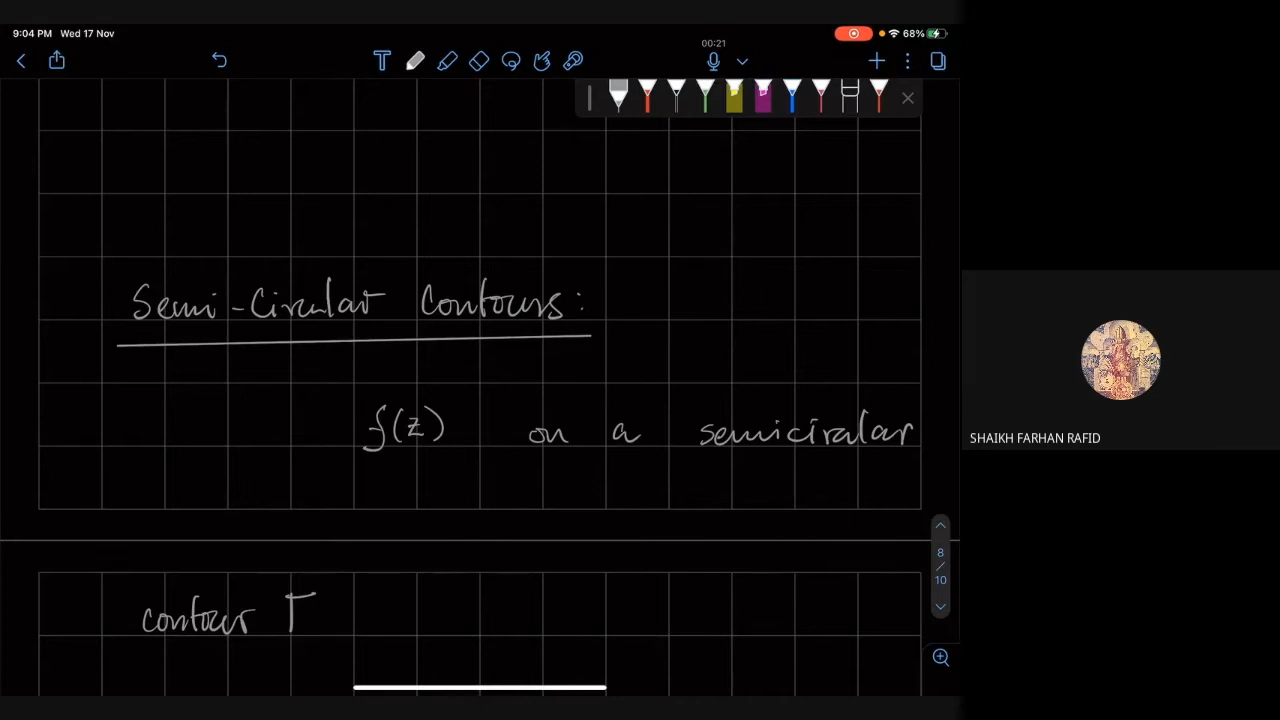 9:04 PM Wed 17 Nov
68%
00:21
Semi-Circular Contours:
f(z) on a semicircular
SHAIKH FARHAN RAFID
8
/
10
contour Γ